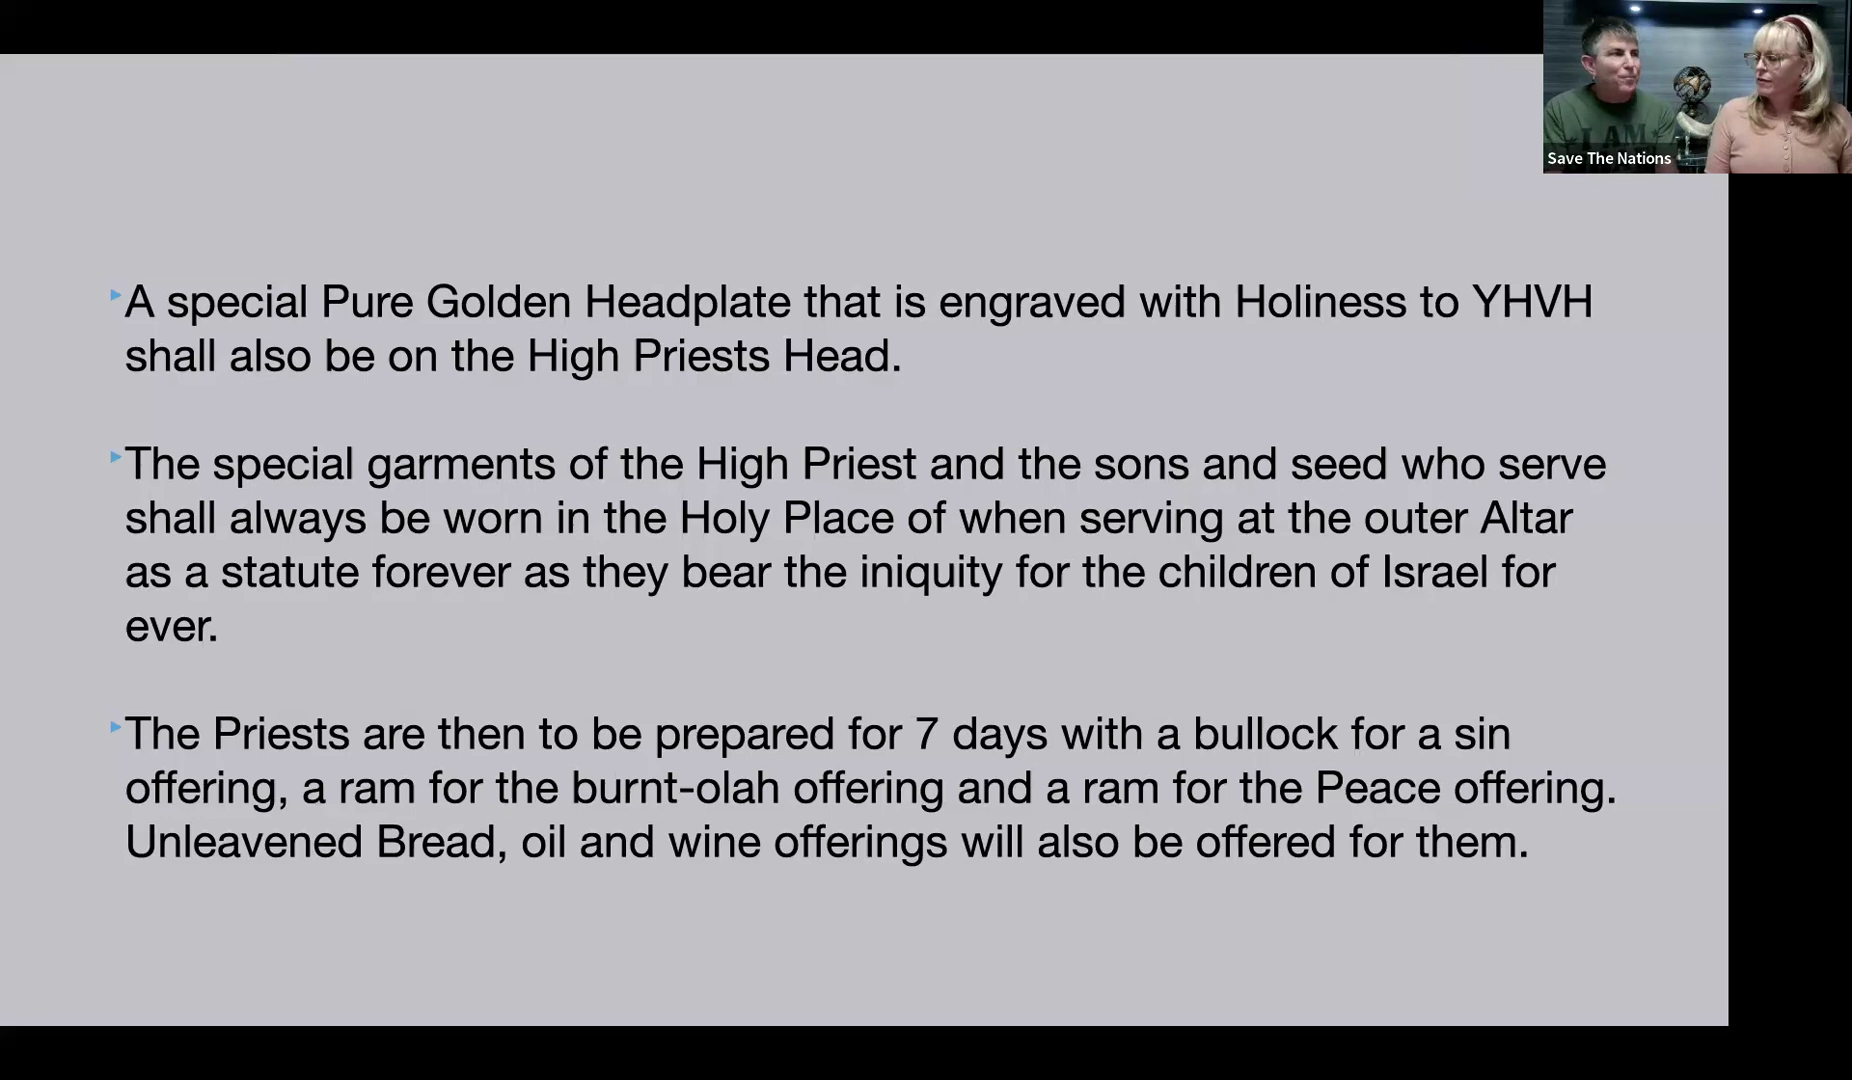 Save The Nations
I AM
A special Pure Golden Headplate that is engraved with Holiness to YHVH
shall also be on the High Priests Head.
The special garments of the High Priest and the sons and seed who serve
shall always be worn in the Holy Place of when serving at the outer Altar
as a statute forever as they bear the iniquity for the children of Israel for
ever.
The Priests are then to be prepared for 7 days with a bullock for a sin
offering, a ram for the burnt-olah offering and a ram for the Peace offering.
Unleavened Bread, oil and wine offerings will also be offered for them.